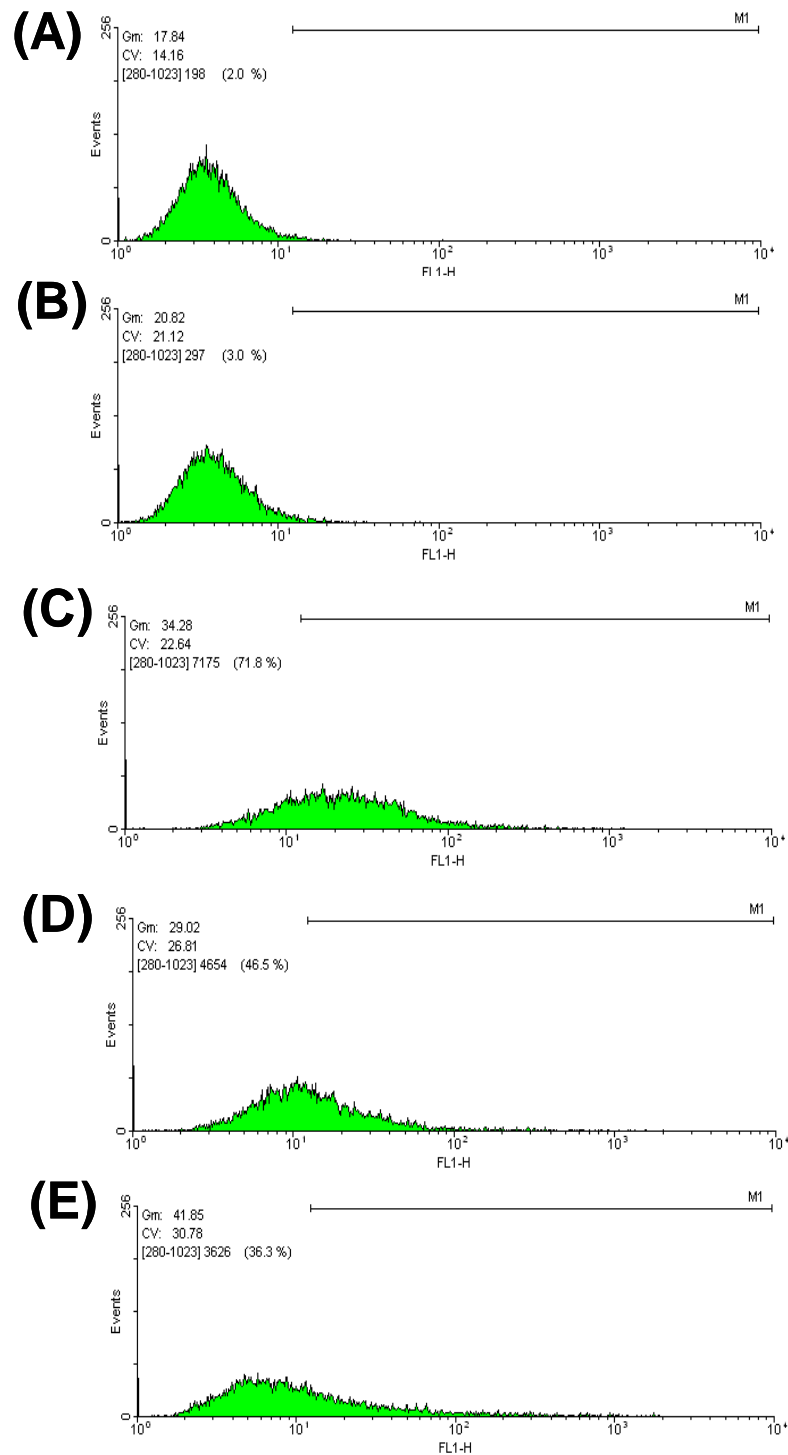 (A)
256
M1
Gm: 17.84
CV: 14.16
[280-1023] 198 (2.0 %)
Events
0
10⁰ 10¹ 10² 10³ 10⁴
FL1-H
(B)
256
M1
Gm: 20.82
CV: 21.12
[280-1023] 297 (3.0 %)
Events
0
10⁰ 10¹ 10² 10³ 10⁴
FL1-H
(C)
256
M1
Gm: 34.28
CV: 22.64
[280-1023] 7175 (71.8 %)
Events
0
10⁰ 10¹ 10² 10³ 10⁴
FL1-H
(D)
256
M1
Gm: 29.02
CV: 26.81
[280-1023] 4654 (46.5 %)
Events
0
10⁰ 10¹ 10² 10³ 10⁴
FL1-H
(E)
256
M1
Gm: 41.85
CV: 30.78
[280-1023] 3626 (36.3 %)
Events
0
10⁰ 10¹ 10² 10³ 10⁴
FL1-H